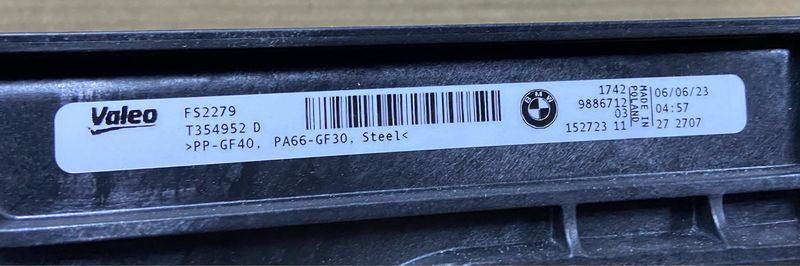 Valeo
FS2279
T354952 D
>PP-GF40, PA66-GF30, Steel<
BMW
1742
9886712
03
152723 11
MADE IN
POLAND
06/06/23
04:57
27 2707